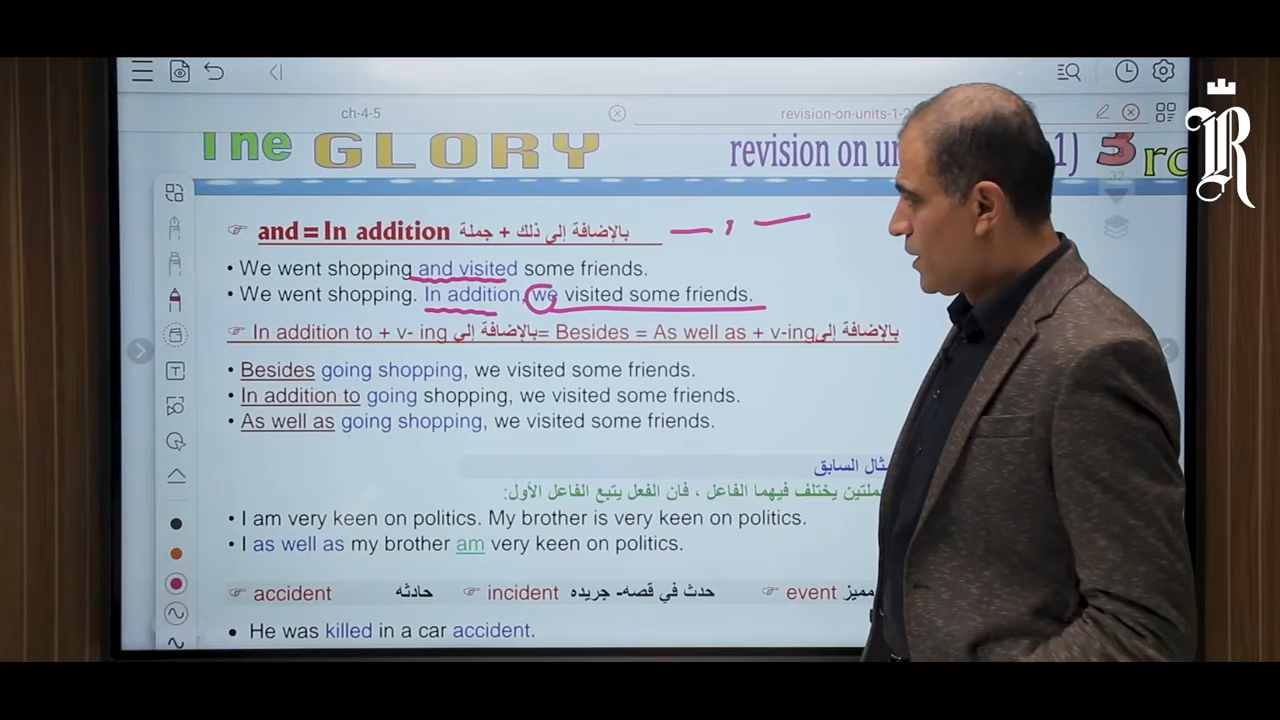 ch-4-5
revision-on-units-1-2
The GLORY revision on un 1) 3rd
32
☞ and = In addition بالإضافة إلى ذلك + جملة
• We went shopping and visited some friends.
• We went shopping. In addition, we visited some friends.
☞ In addition to + v- ing بالإضافة إلى= Besides = As well as + v-ing بالإضافة إلى
• Besides going shopping, we visited some friends.
• In addition to going shopping, we visited some friends.
• As well as going shopping, we visited some friends.
السابق
يختلف فيهما الفاعل ، فان الفعل يتبع الفاعل الأول:
• I am very keen on politics. My brother is very keen on politics.
• I as well as my brother am very keen on politics.
☞ accident حادثه ☞ incident حدث في قصه- جريده ☞ event مميز
• He was killed in a car accident.
R